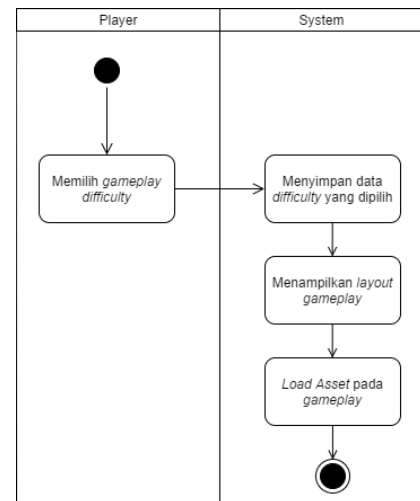 Player
System
Memilih gameplay
difficulty
Menyimpan data
difficulty yang dipilih
Menampilkan layout
gameplay
Load Asset pada
gameplay